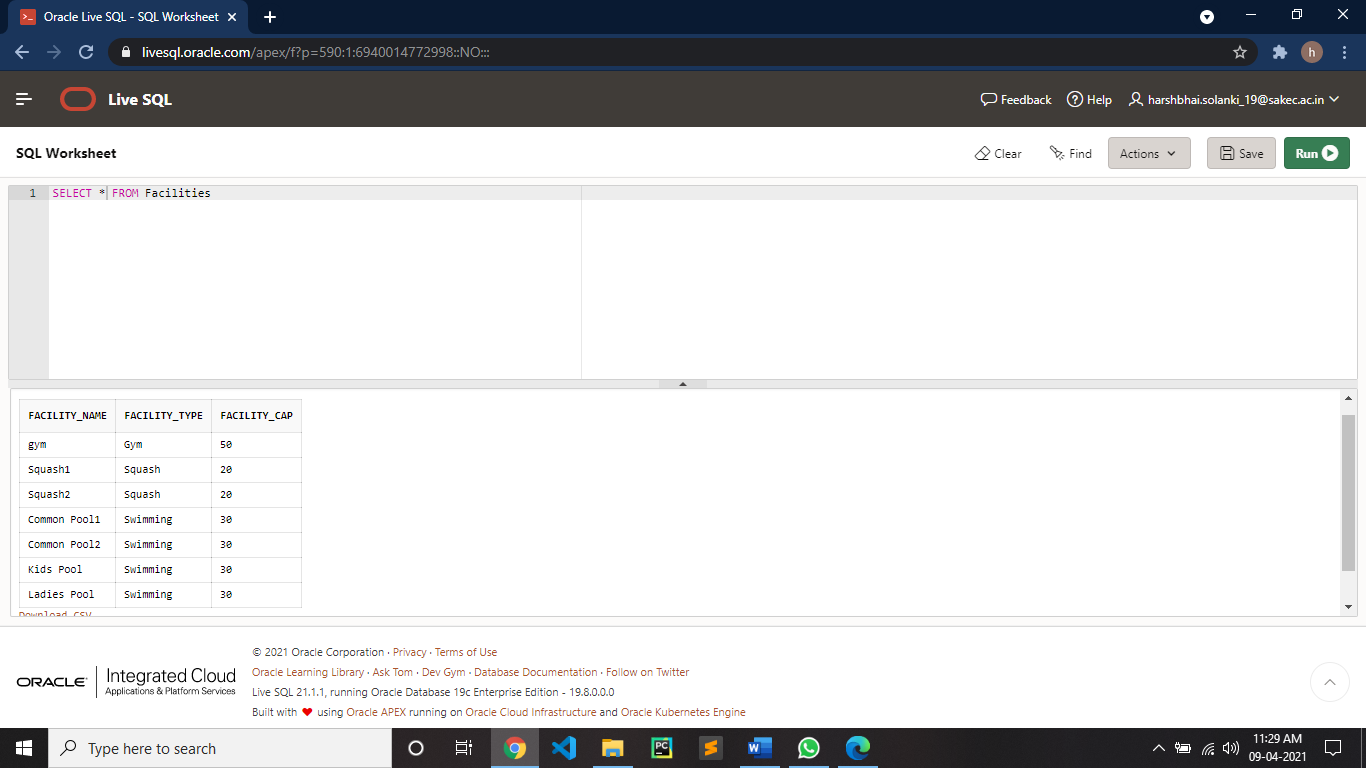 Oracle Live SQL - SQL Worksheet
livesql.oracle.com/apex/f?p=590:1:6940014772998::NO:::
h
Live SQL
Feedback
Help
harshbhai.solanki_19@sakec.ac.in
SQL Worksheet
Clear
Find
Actions
Save
Run
1 SELECT * FROM Facilities
FACILITY_NAME FACILITY_TYPE FACILITY_CAP
gym Gym 50
Squash1 Squash 20
Squash2 Squash 20
Common Pool1 Swimming 30
Common Pool2 Swimming 30
Kids Pool Swimming 30
Ladies Pool Swimming 30
Download CSV
ORACLE Integrated Cloud
Applications & Platform Services
© 2021 Oracle Corporation · Privacy · Terms of Use
Oracle Learning Library · Ask Tom · Dev Gym · Database Documentation · Follow on Twitter
Live SQL 21.1.1, running Oracle Database 19c Enterprise Edition - 19.8.0.0.0
Built with ❤ using Oracle APEX running on Oracle Cloud Infrastructure and Oracle Kubernetes Engine
Type here to search
PC
W
11:29 AM
09-04-2021